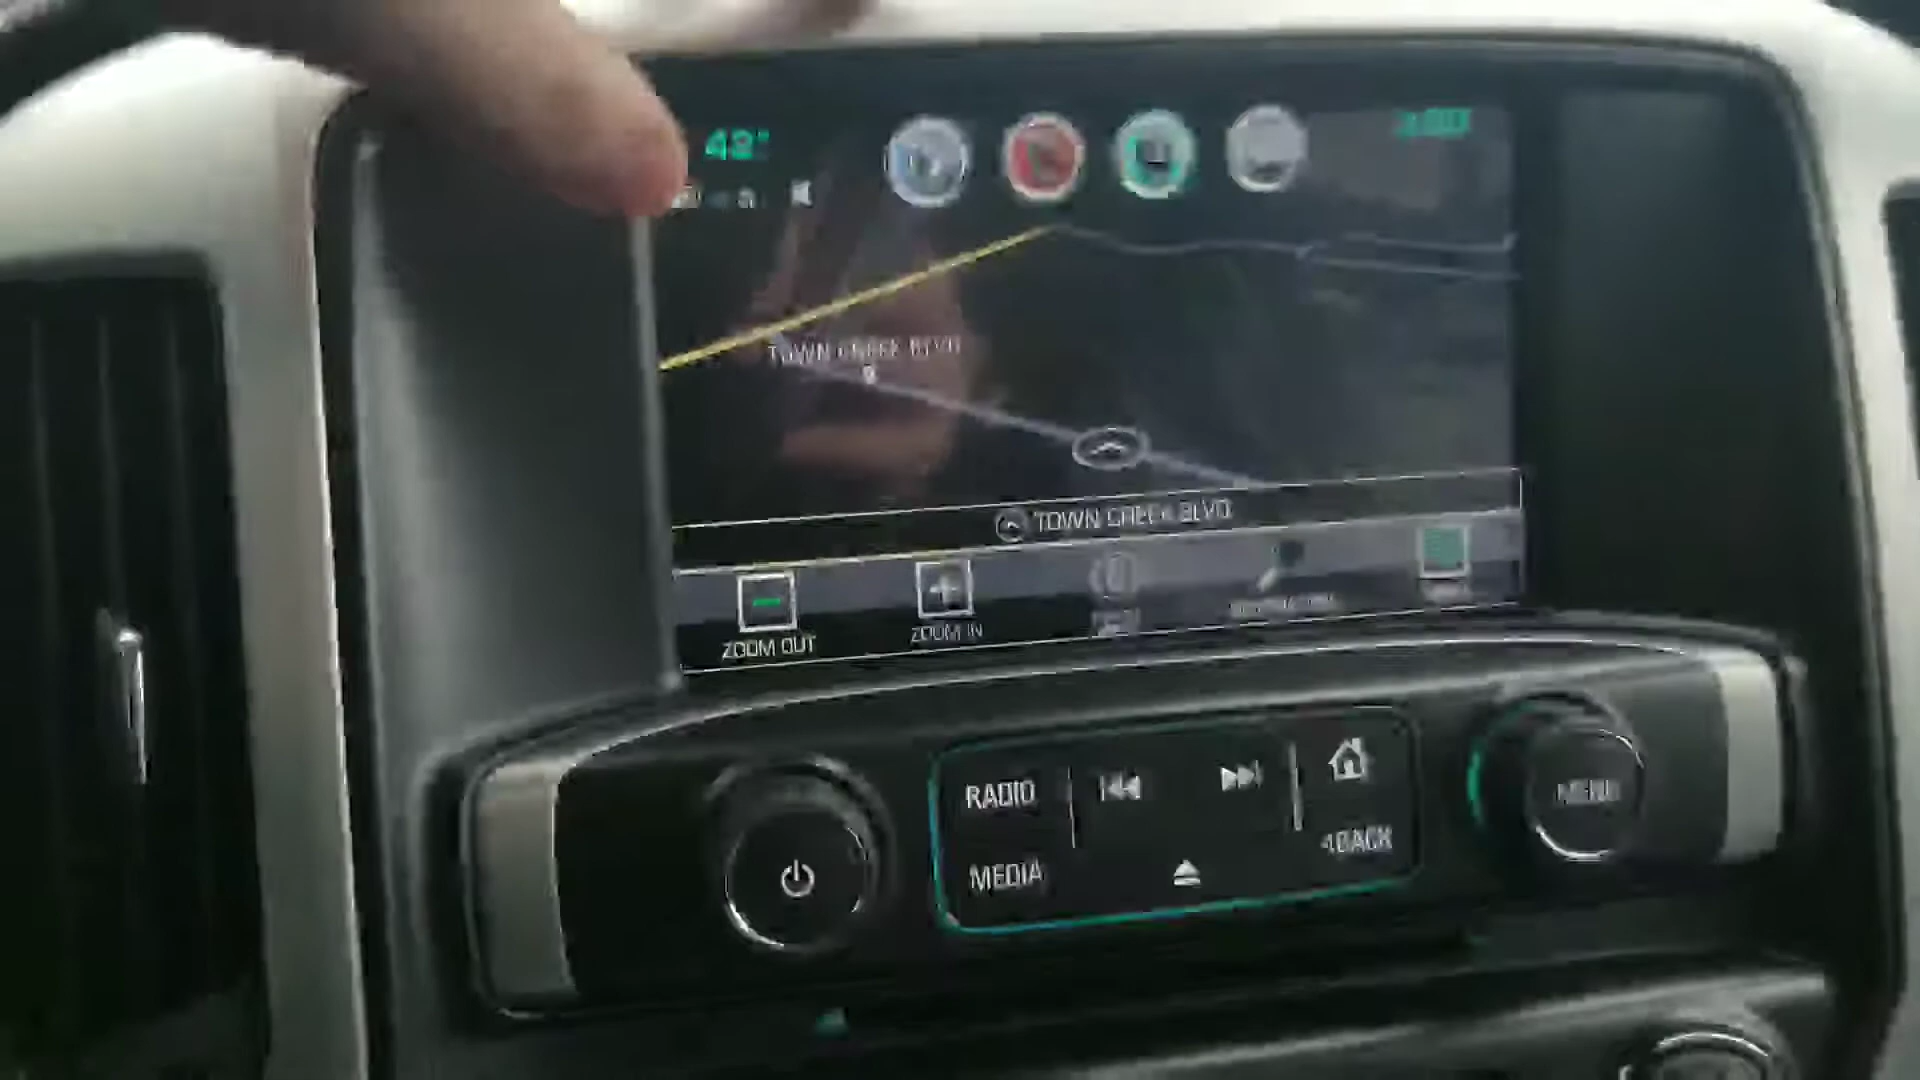 42°
TOWN CREEK BLVD
TOWN CREEK BLVD
ZOOM OUT
ZOOM IN
RADIO
MEDIA
BACK
MENU